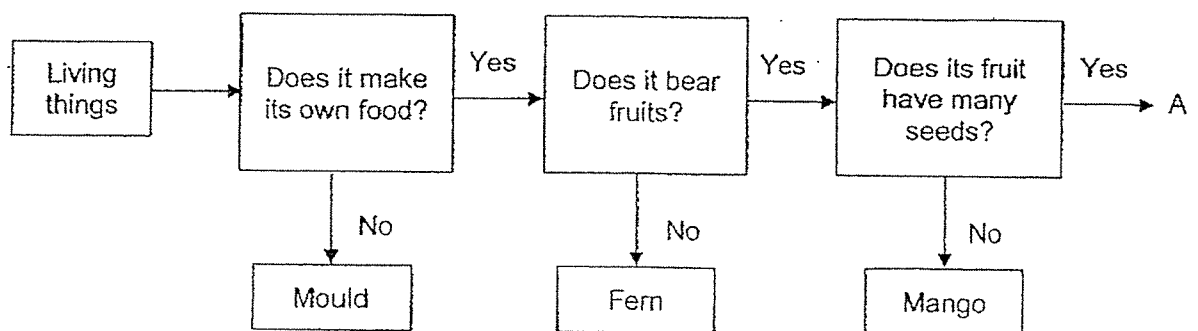 Living
things
Does it make
its own food?
Yes
Does it bear
fruits?
Yes
Does its fruit
have many
seeds?
Yes
A
No
No
No
Mould
Fern
Mango